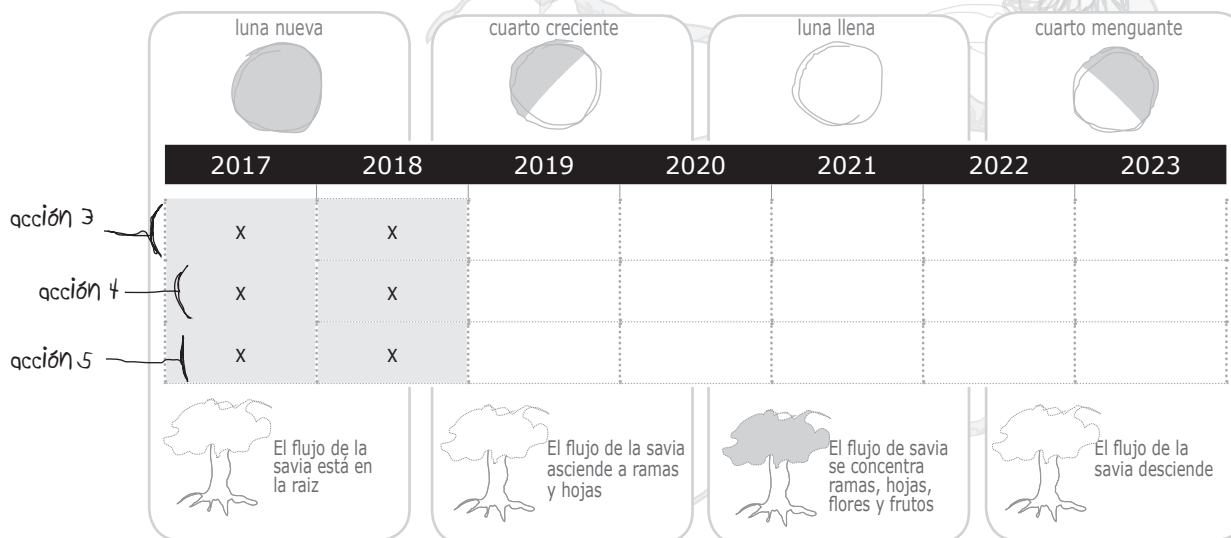 luna nueva
cuarto creciente
luna llena
cuarto menguante
2017 2018 2019 2020 2021 2022 2023
acción 3 x x
acción 4 x x
acción 5 x x
El flujo de la
savia está en
la raiz
El flujo de la savia
asciende a ramas
y hojas
El flujo de savia
se concentra
ramas, hojas,
flores y frutos
El flujo de la
savia desciende